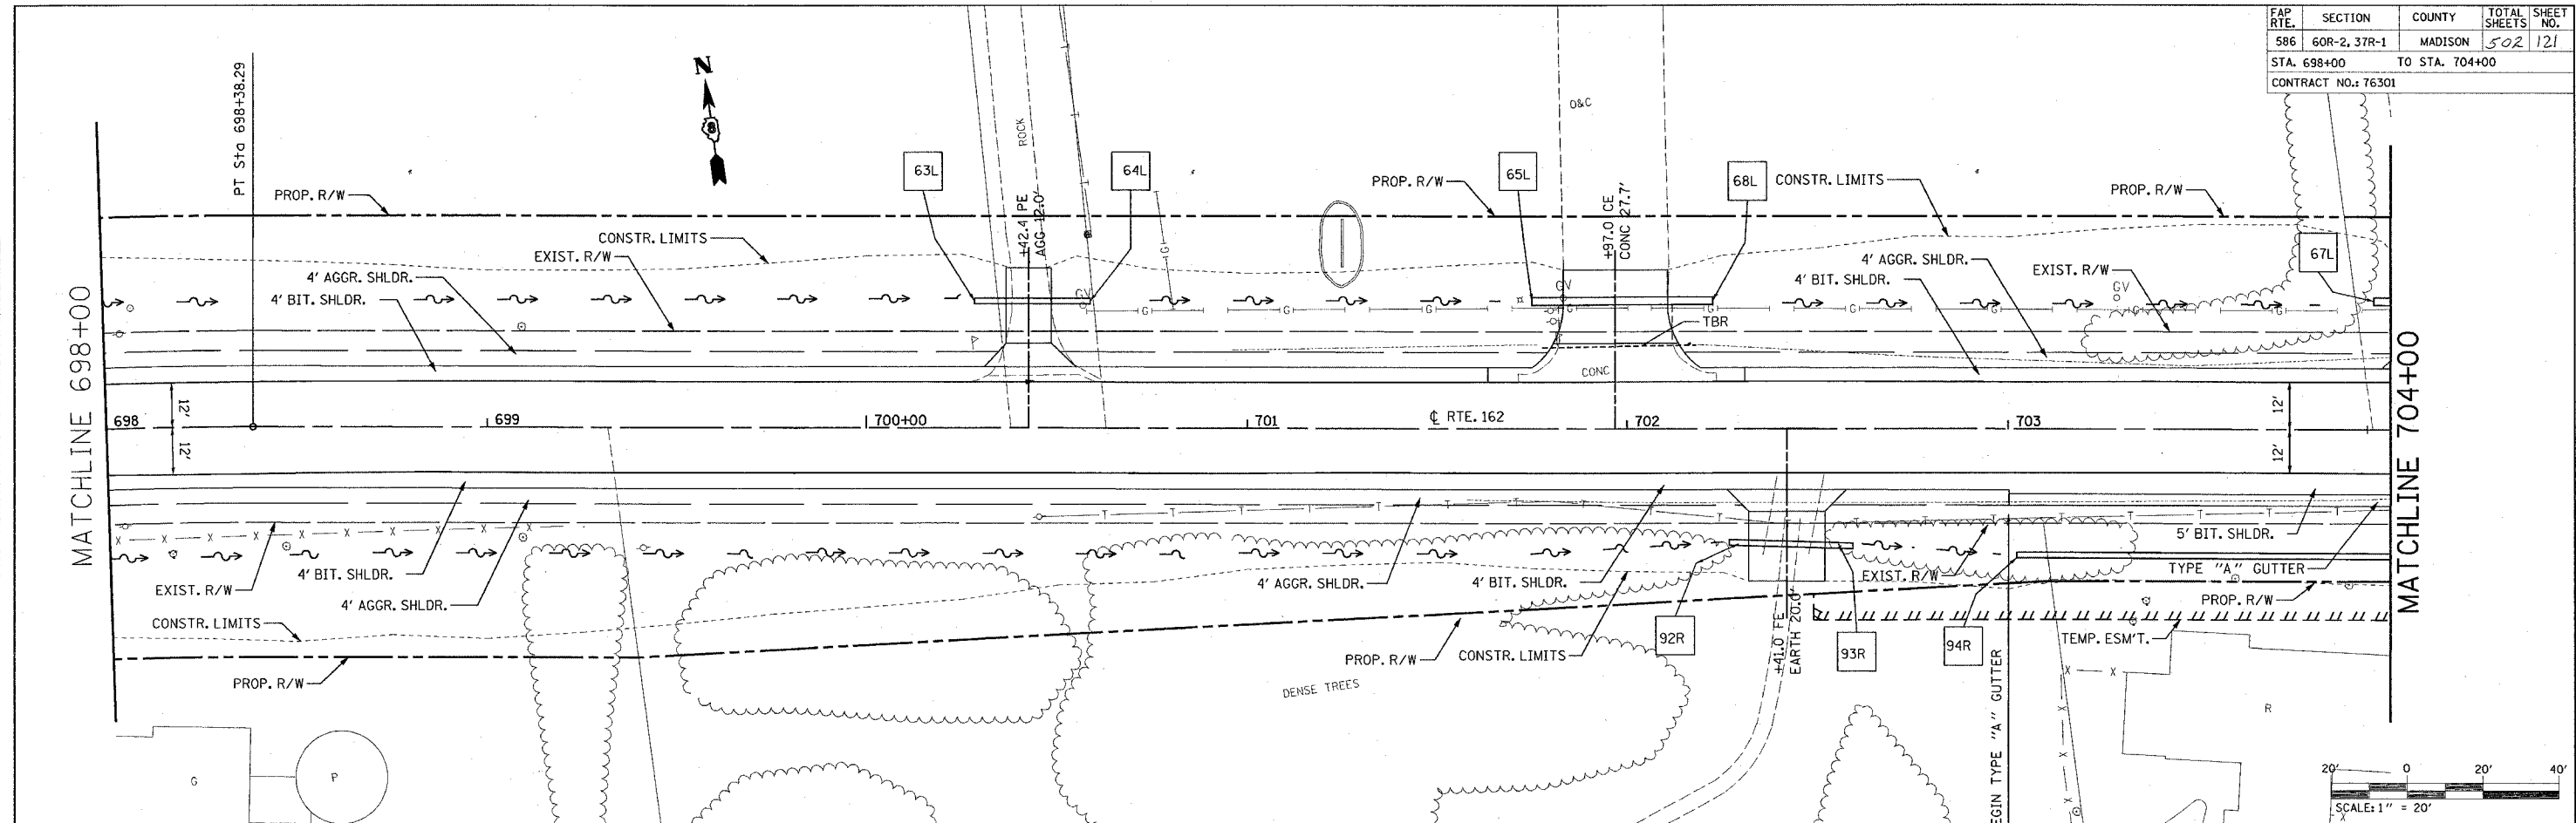 FAP RTE. SECTION COUNTY TOTAL SHEETS SHEET NO.
586 60R-2, 37R-1 MADISON 502 121
STA. 698+00 TO STA. 704+00
CONTRACT NO.: 76301
N
PT Sta 698+38.29
ROCK
O&C
63L
64L
65L
68L
67L
PROP. R/W
PROP. R/W
CONSTR. LIMITS
PROP. R/W
+42.4 PE
AGG 12.0'
+97.0 CE
CONC 27.7'
CONSTR. LIMITS
EXIST. R/W
4' AGGR. SHLDR.
4' BIT. SHLDR.
4' AGGR. SHLDR.
4' BIT. SHLDR.
EXIST. R/W
GV
GV
GV
G
G
G
G
G
G
G
G
G
TBR
CONC
MATCHLINE 698+00
MATCHLINE 704+00
12'
12'
12'
12'
698
699
700+00
701
℄ RTE. 162
702
703
T T T T T T T T T T T T
X X X X X X X
5' BIT. SHLDR.
TYPE "A" GUTTER
EXIST. R/W
4' BIT. SHLDR.
4' AGGR. SHLDR.
4' AGGR. SHLDR.
4' BIT. SHLDR.
EXIST. R/W
PROP. R/W
CONSTR. LIMITS
PROP. R/W
PROP. R/W
CONSTR. LIMITS
92R
+41.0 FE
EARTH 20.0'
93R
94R
TEMP. ESM'T.
DENSE TREES
BEGIN TYPE "A" GUTTER
X X
X
X
X
G
P
R
20' 0 20' 40'
SCALE: 1" = 20'